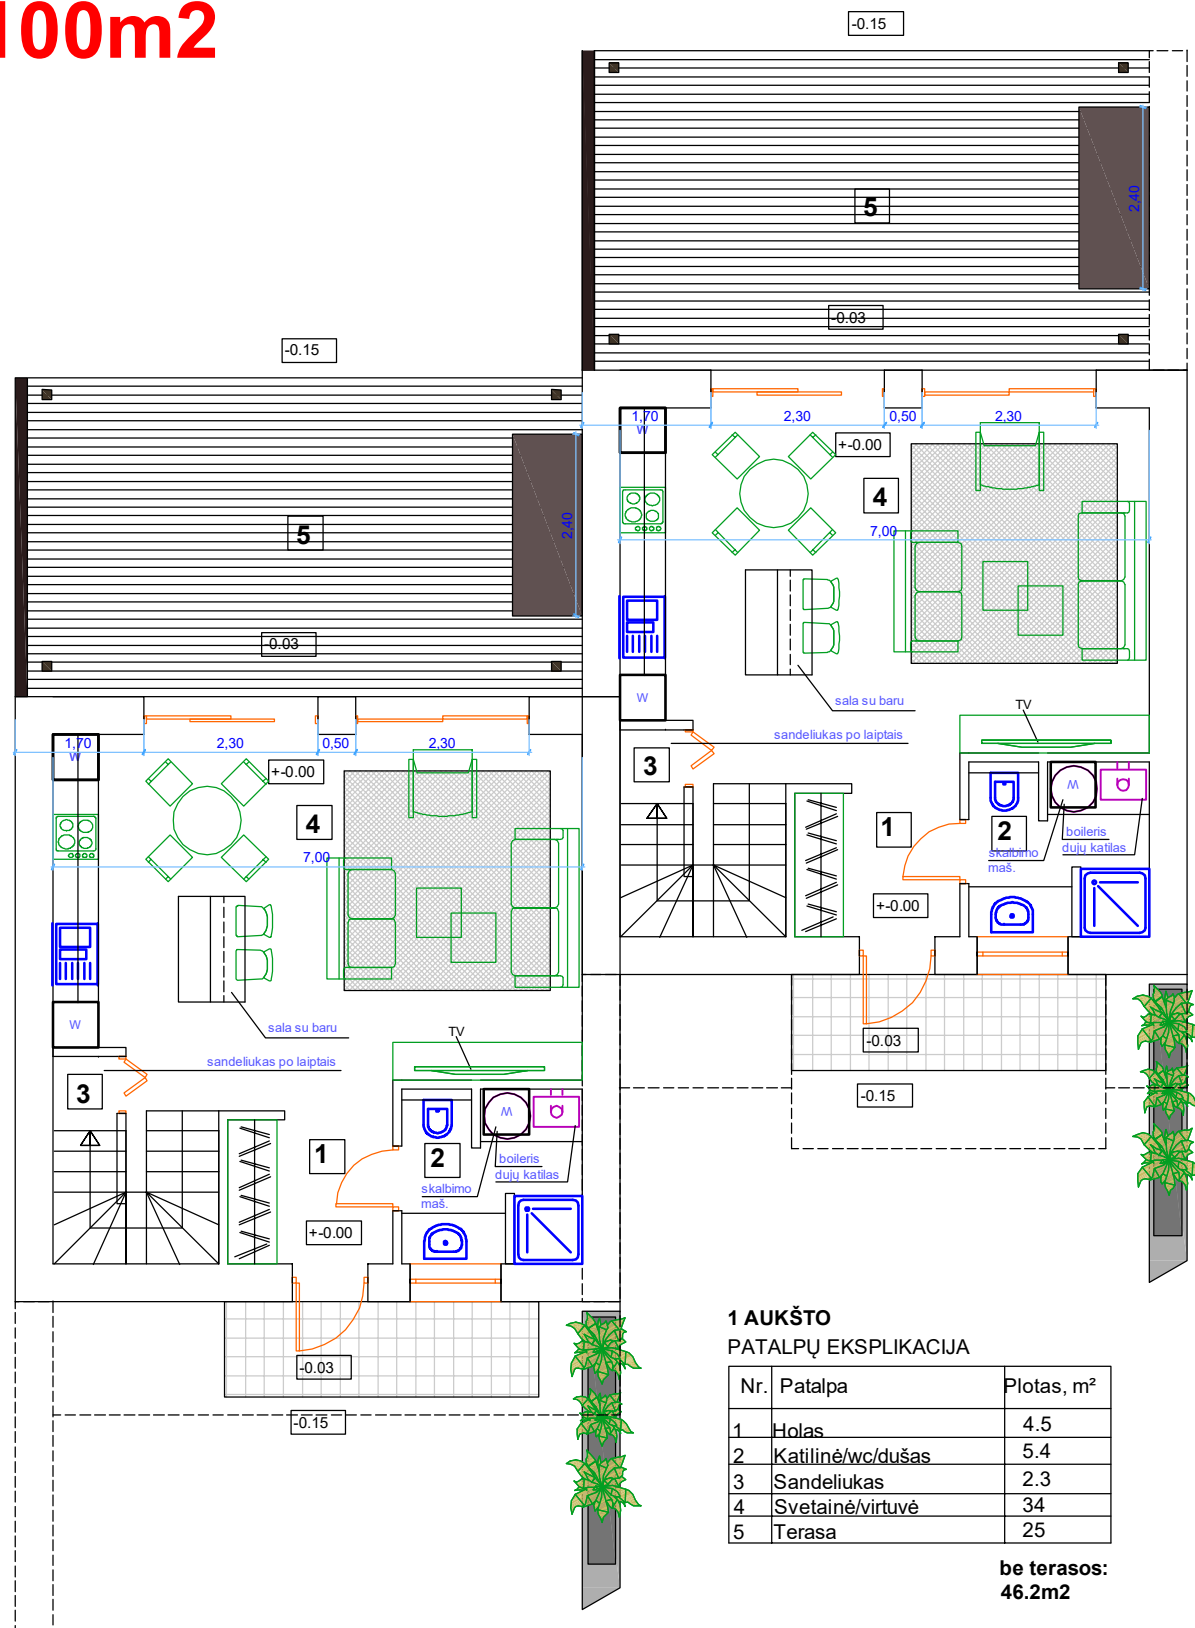 100m2
-0.15
5
2,40
-0.03
-0.15
1,70
2,30
0,50
2,30
W
+-0.00
4
7,00
5
2,40
-0.03
W
sala su baru
TV
sandeliukas po laiptais
3
1,70
2,30
0,50
2,30
W
+-0.00
4
7,00
1
2
W
boileris
dujų katilas
skalbimo
maš.
+-0.00
W
sala su baru
TV
sandeliukas po laiptais
-0.03
3
-0.15
1
2
W
boileris
dujų katilas
skalbimo
maš.
+-0.00
-0.03
-0.15
1 AUKŠTO
PATALPŲ EKSPLIKACIJA
Nr. Patalpa Plotas, m²
1 Holas 4.5
2 Katilinė/wc/dušas 5.4
3 Sandeliukas 2.3
4 Svetainė/virtuvė 34
5 Terasa 25
be terasos:
46.2m2